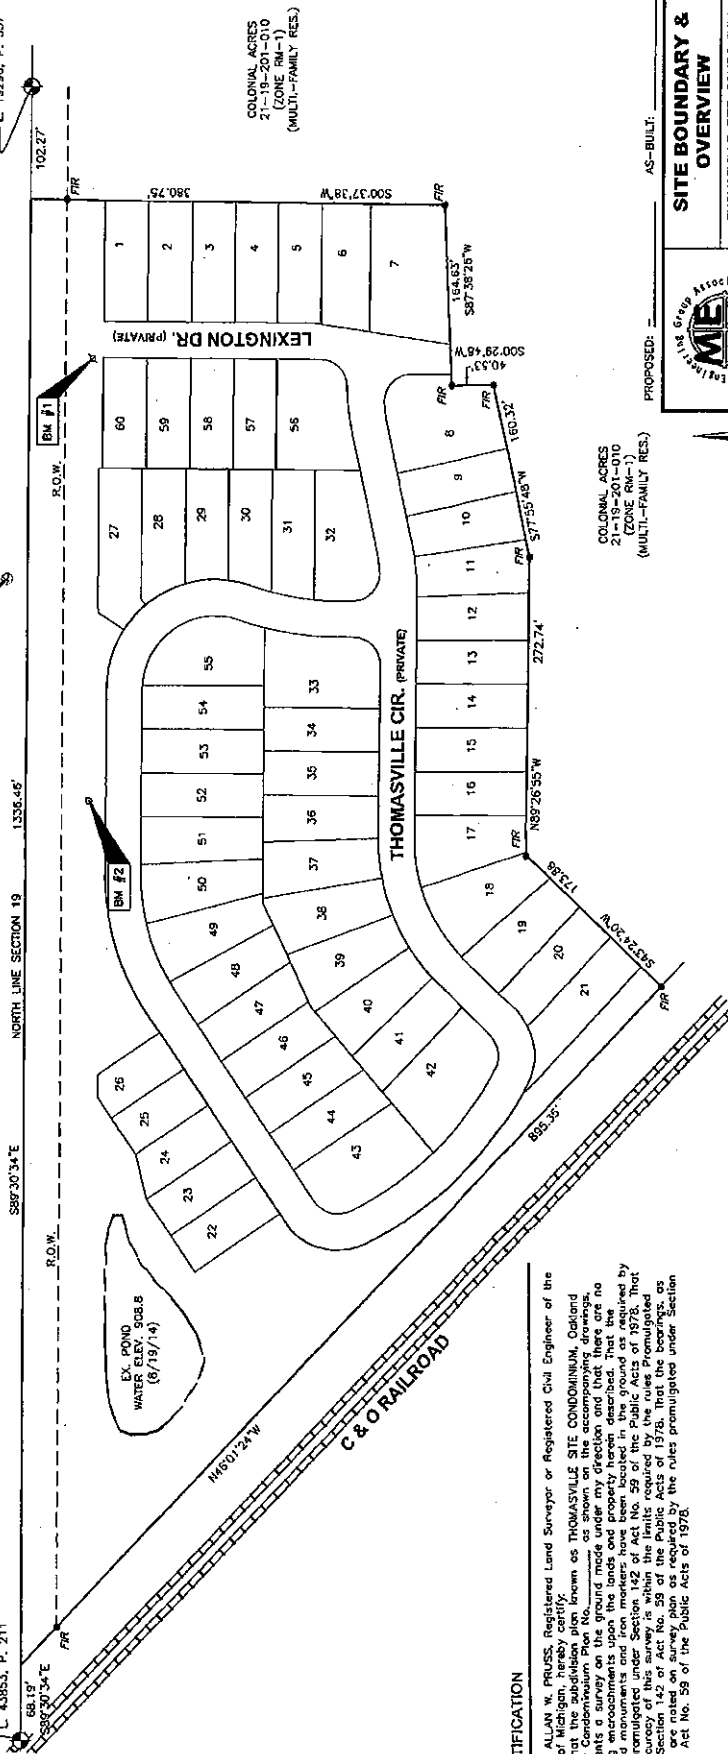 L. 43853, P. 211
68.19'
S89°30'34"E
S89°30'34"E
NORTH LINE SECTION 19
1336.46'
102.27'
R.O.W.
R.O.W.
FIR
FIR
BM #1
BM #2
COLONIAL ACRES
21-19-201-010
(ZONE RM-1)
(MULTI.-FAMILY RES.)
380.75'
S00°37'38"W
FIR
164.63'
S87°38'26"W
S00°29'48"W
40.53'
FIR
FIR
160.32'
S77°55'48"W
FIR
272.74'
N89°26'55"W
FIR
173.88
S43°24'20"W
FIR
895.35'
N46°01'24"W
LEXINGTON DR. (PRIVATE)
THOMASVILLE CIR. (PRIVATE)
C & O RAILROAD
EX. POND
WATER ELEV. 908.8
(8/19/14)
1
2
3
4
5
6
7
8
9
10
11
12
13
14
15
16
17
18
19
20
21
22
23
24
25
26
27
28
29
30
31
32
33
34
35
36
37
38
39
40
41
42
43
44
45
46
47
48
49
50
51
52
53
54
55
56
57
58
59
60
COLONIAL ACRES
21-19-201-010
(ZONE RM-1)
(MULTI.-FAMILY RES.)
TIFICATION
ALLAN W. PRUSS, Registered Land Surveyor or Registered Civil Engineer of the
of Michigan, hereby certify:
at the subdivision plan known as THOMASVILLE SITE CONDOMINIUM, Oakland
Condominium Plan No. as shown on the accompanying drawings,
nts a survey on the ground made under my direction and that there are no
g encroachments upon the lands and property herein described. That the
d monuments and iron markers have been located in the ground as required by
romulgated under Section 142 of Act No. 59 of the Public Acts of 1978. That
curacy of this survey is within the limits required by the rules Promulgated
Section 142 of Act No. 59 of the Public Acts of 1978. That the bearings, as
are noted on survey plan as required by the rules promulgated under Section
Act No. 59 of the Public Acts of 1978.
PROPOSED:
AS-BUILT:
SITE BOUNDARY &
OVERVIEW
Engineering Group Assoc
ME